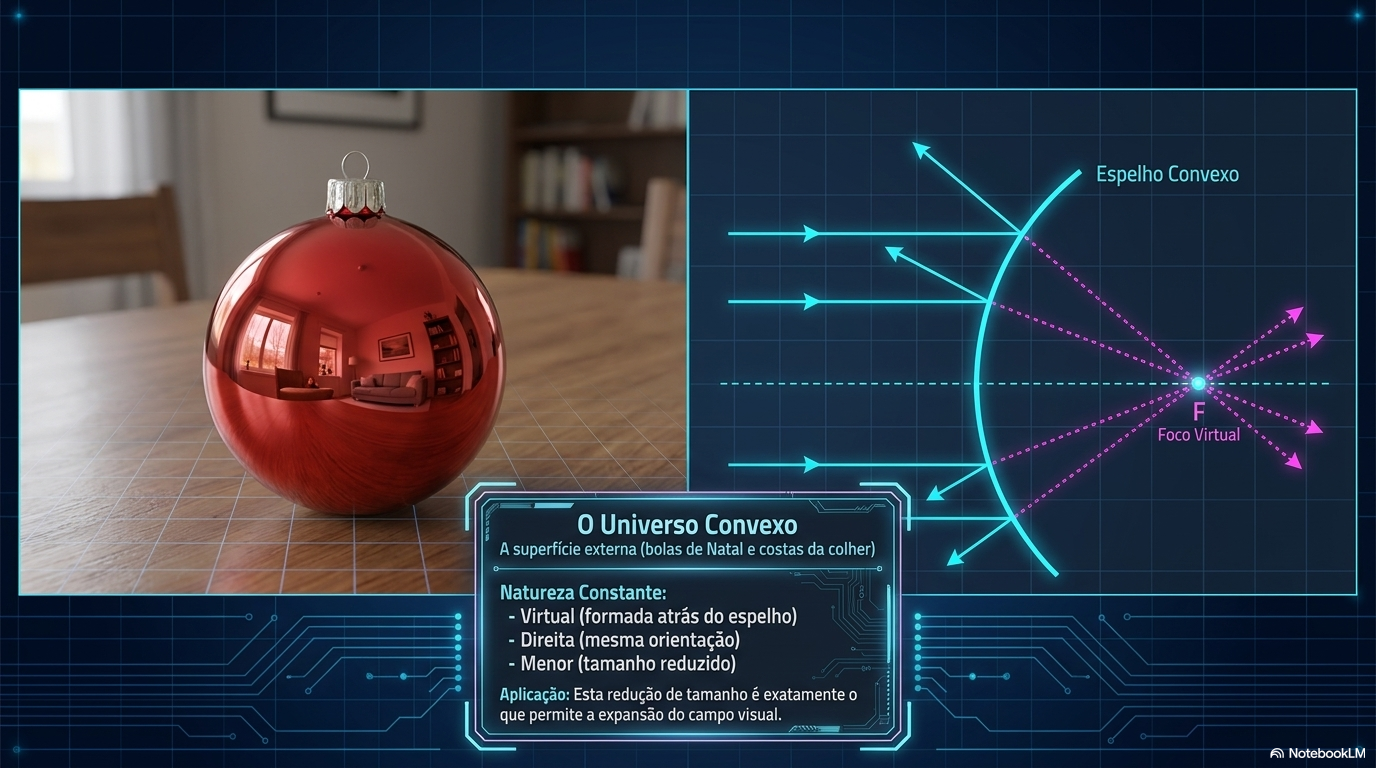 Espelho Convexo
F
Foco Virtual
O Universo Convexo
A superfície externa (bolas de Natal e costas da colher)
Natureza Constante:
- Virtual (formada atrás do espelho)
- Direita (mesma orientação)
- Menor (tamanho reduzido)
Aplicação: Esta redução de tamanho é exatamente o
que permite a expansão do campo visual.
NotebookLM